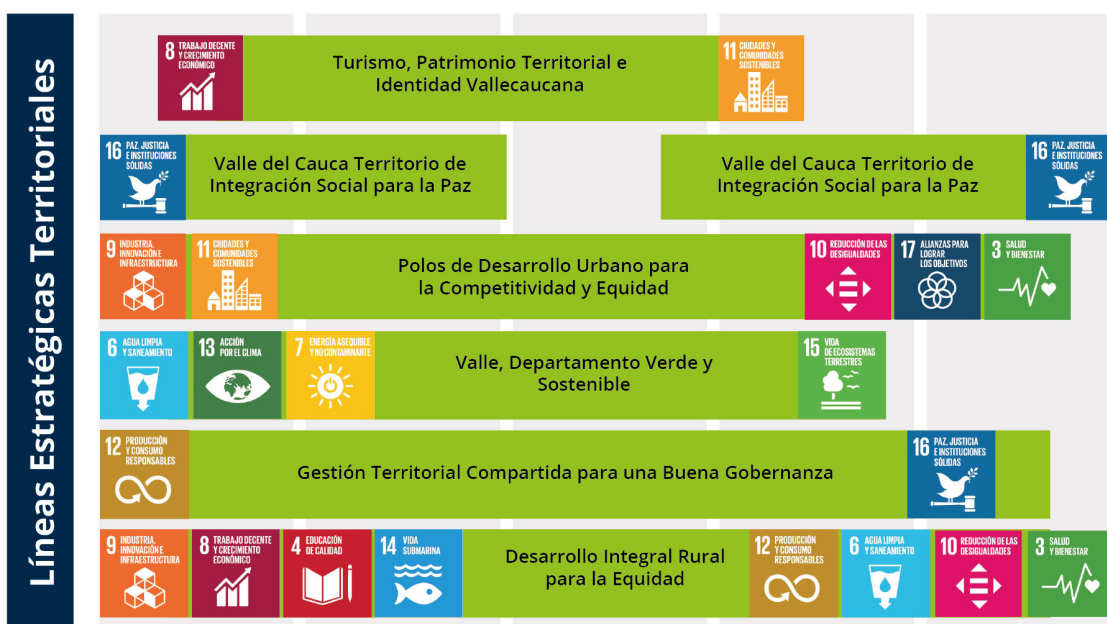 Líneas Estratégicas Territoriales
8 TRABAJO DECENTE
Y CRECIMIENTO
ECONÓMICO
Turismo, Patrimonio Territorial e
Identidad Vallecaucana
11 CIUDADES Y
COMUNIDADES
SOSTENIBLES
16 PAZ, JUSTICIA
E INSTITUCIONES
SÓLIDAS
Valle del Cauca Territorio de
Integración Social para la Paz
Valle del Cauca Territorio de
Integración Social para la Paz
16 PAZ, JUSTICIA
E INSTITUCIONES
SÓLIDAS
9 INDUSTRIA,
INNOVACIÓN E
INFRAESTRUCTURA
11 CIUDADES Y
COMUNIDADES
SOSTENIBLES
Polos de Desarrollo Urbano para
la Competitividad y Equidad
10 REDUCCIÓN DE LAS
DESIGUALDADES
17 ALIANZAS PARA
LOGRAR
LOS OBJETIVOS
3 SALUD
Y BIENESTAR
6 AGUA LIMPIA
Y SANEAMIENTO
13 ACCIÓN
POR EL CLIMA
7 ENERGÍA ASEQUIBLE
Y NO CONTAMINANTE
Valle, Departamento Verde y
Sostenible
15 VIDA
DE ECOSISTEMAS
TERRESTRES
12 PRODUCCIÓN
Y CONSUMO
RESPONSABLES
Gestión Territorial Compartida para una Buena Gobernanza
16 PAZ, JUSTICIA
E INSTITUCIONES
SÓLIDAS
9 INDUSTRIA,
INNOVACIÓN E
INFRAESTRUCTURA
8 TRABAJO DECENTE
Y CRECIMIENTO
ECONÓMICO
4 EDUCACIÓN
DE CALIDAD
14 VIDA
SUBMARINA
Desarrollo Integral Rural
para la Equidad
12 PRODUCCIÓN
Y CONSUMO
RESPONSABLES
6 AGUA LIMPIA
Y SANEAMIENTO
10 REDUCCIÓN DE LAS
DESIGUALDADES
3 SALUD
Y BIENESTAR